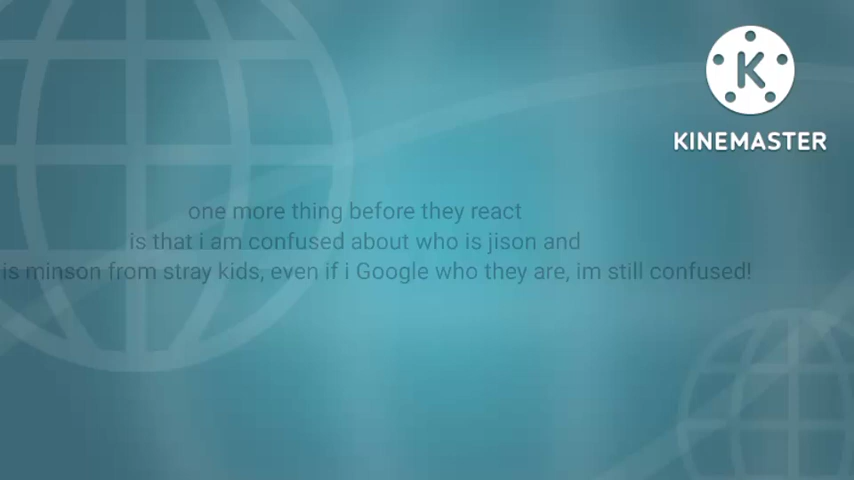 KINEMASTER
one more thing before they react
is that i am confused about who is jison and
is minson from stray kids, even if i Google who they are, im still confused!